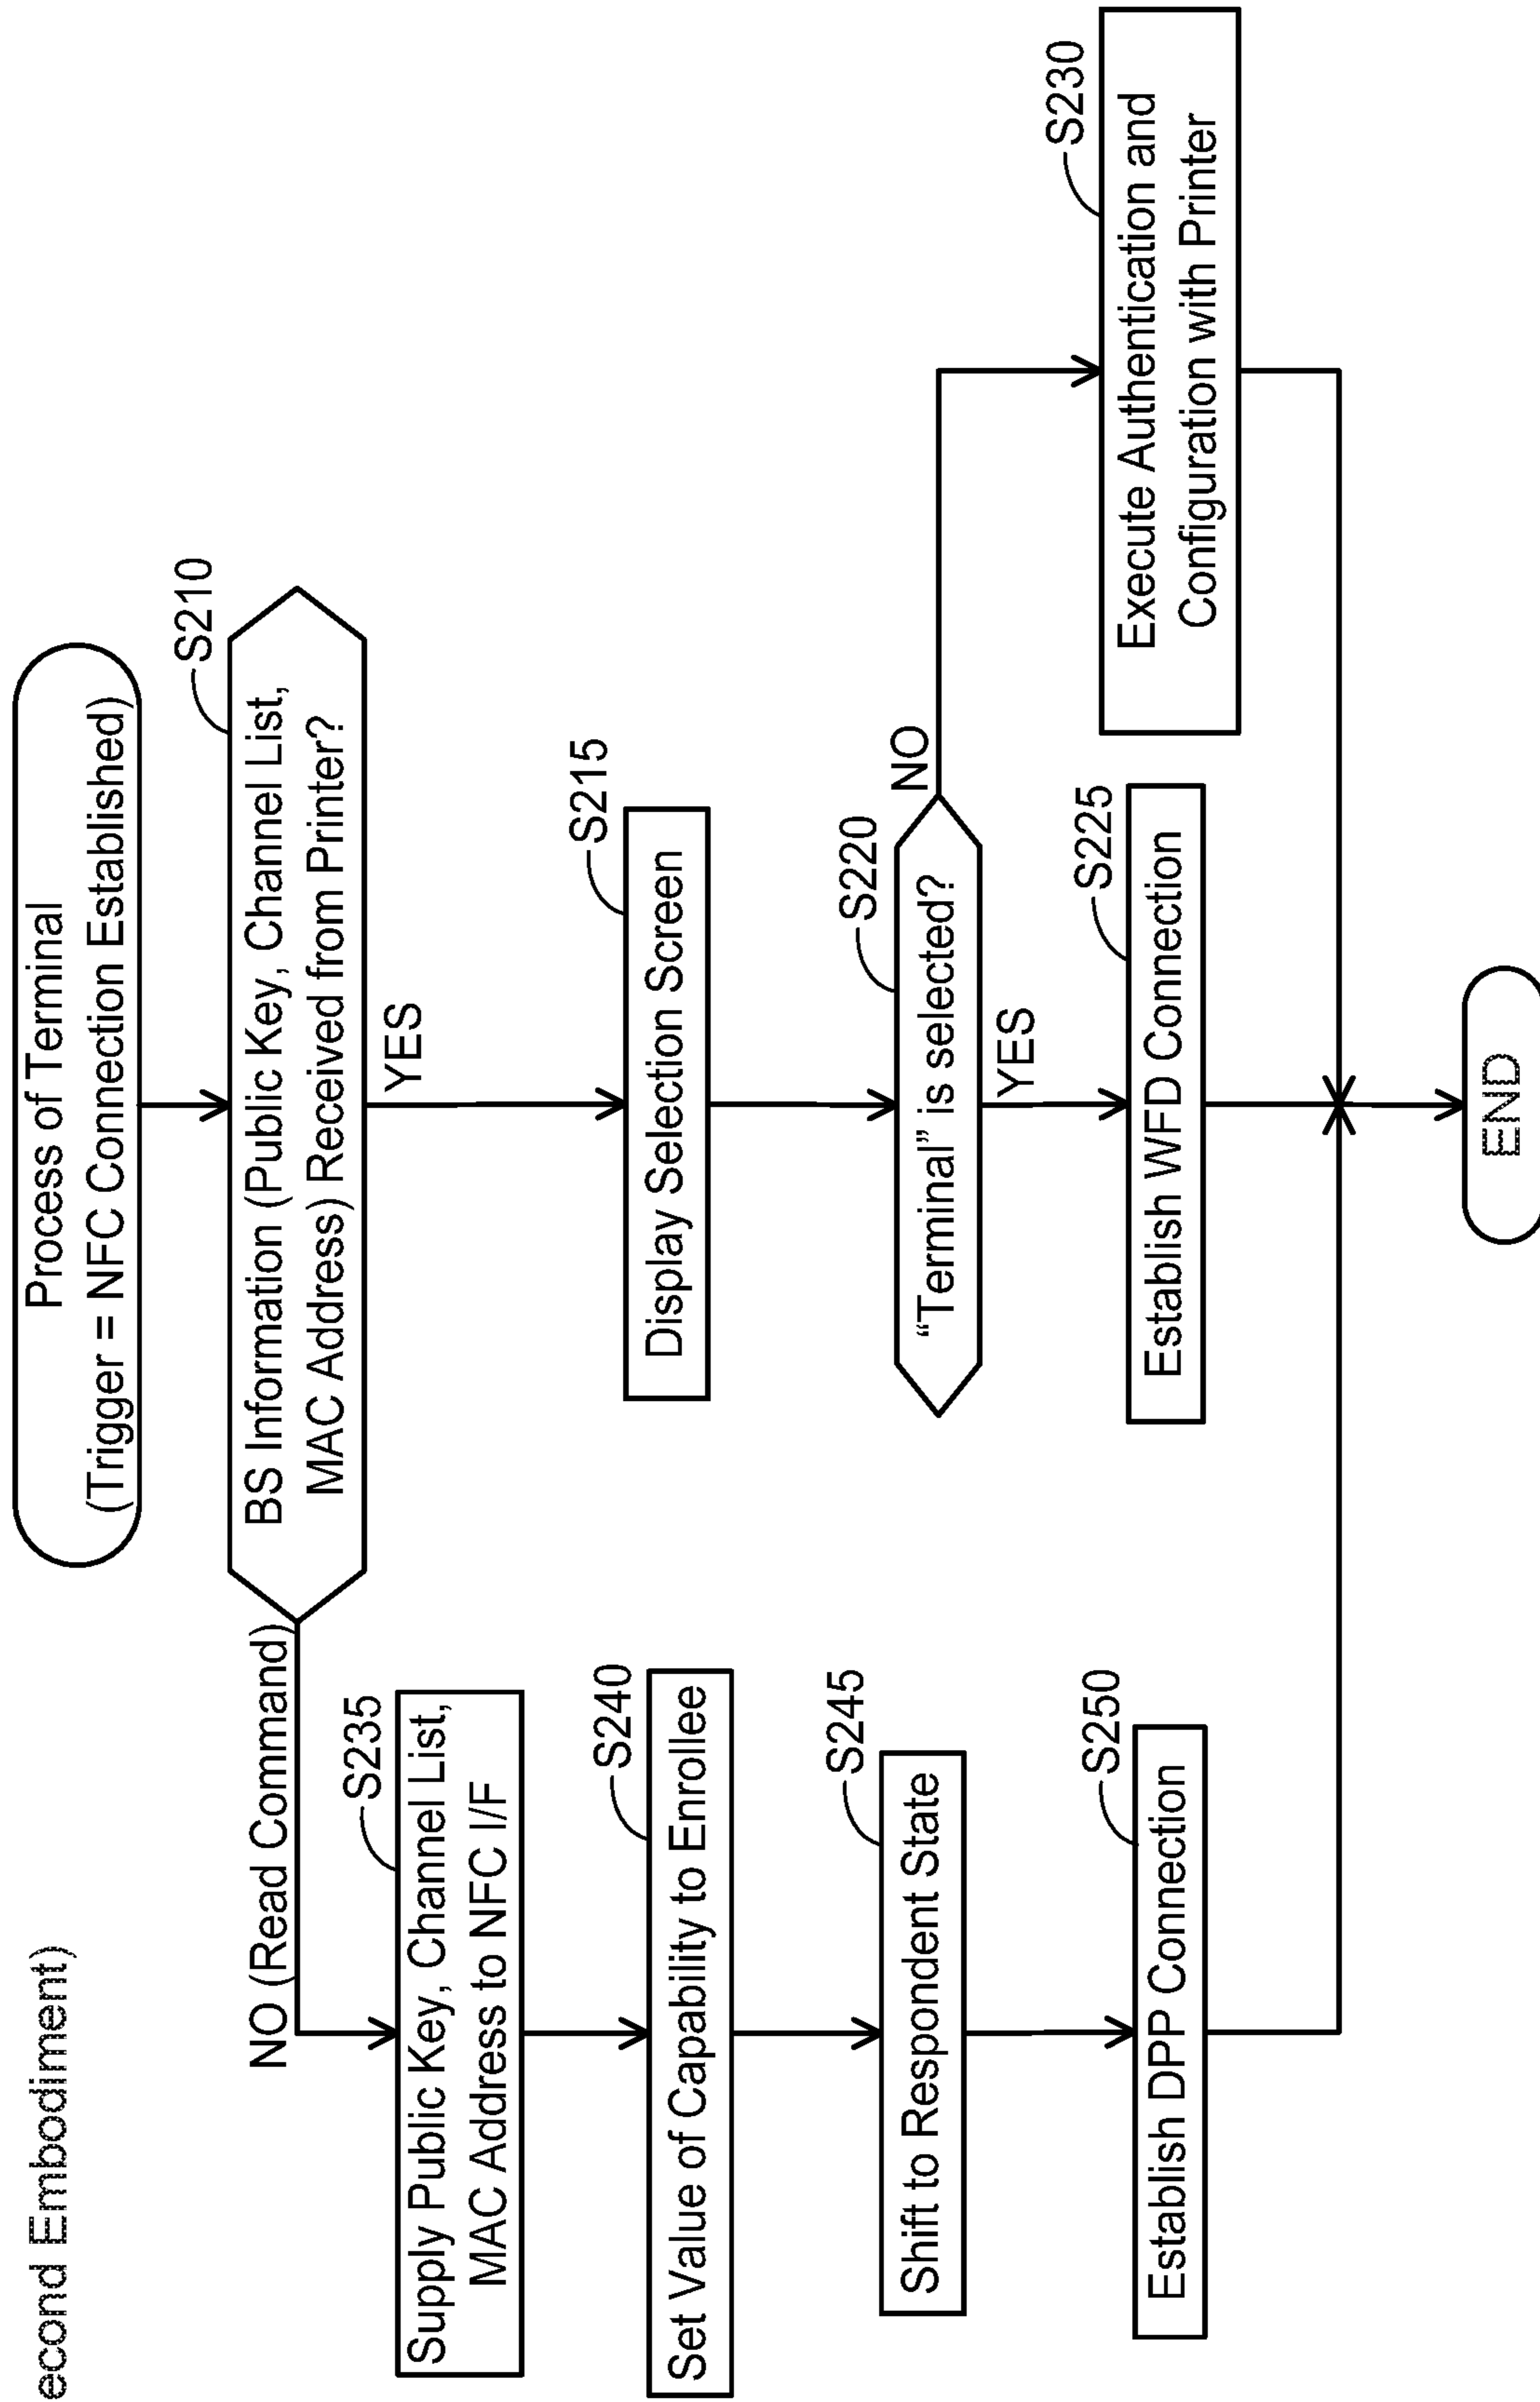 econd Embodiment)
Process of Terminal
(Trigger = NFC Connection Established)
S210
BS Information (Public Key, Channel List,
MAC Address) Received from Printer?
NO (Read Command)
YES
S235
Supply Public Key, Channel List,
MAC Address to NFC I/F
S240
Set Value of Capability to Enrollee
S245
Shift to Respondent State
S250
Establish DPP Connection
S215
Display Selection Screen
S220
“Terminal” is selected?
NO
YES
S225
Establish WFD Connection
S230
Execute Authentication and
Configuration with Printer
END